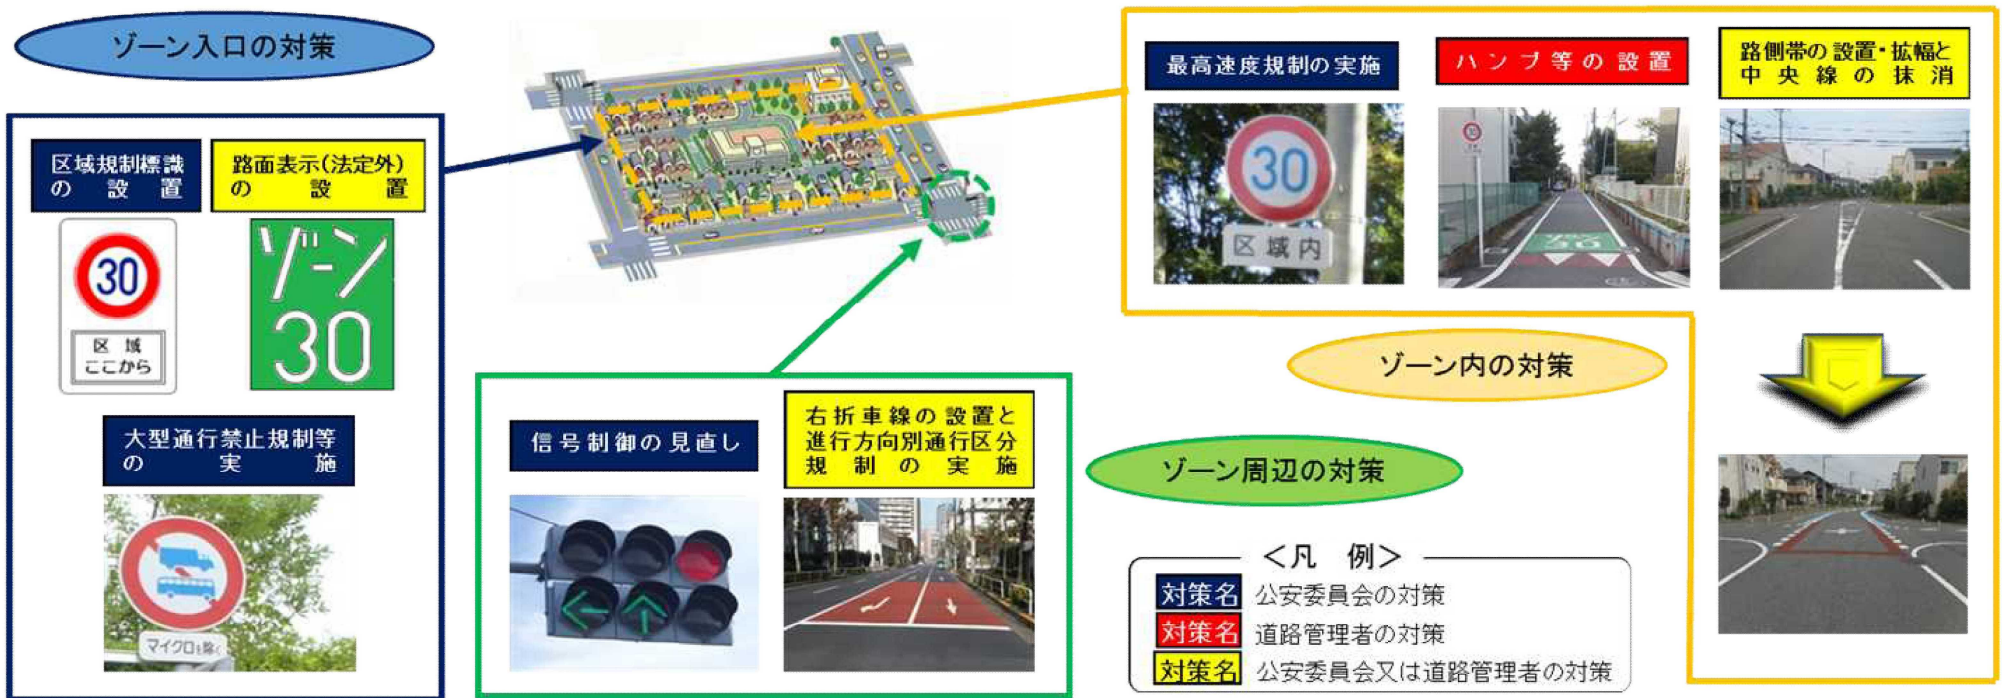 ゾーン入口の対策
区域規制標識
の設置
路面表示(法定外)
の設置
30
区域
ここから
ゾーン
30
大型通行禁止規制等
の実施
マイクロを除く
信号制御の見直し
右折車線の設置と
進行方向別通行区分
規制の実施
最高速度規制の実施
30
区域内
ハンプ等の設置
30
路側帯の設置・拡幅と
中央線の抹消
ゾーン内の対策
ゾーン周辺の対策
<凡 例>
対策名 公安委員会の対策
対策名 道路管理者の対策
対策名 公安委員会又は道路管理者の対策